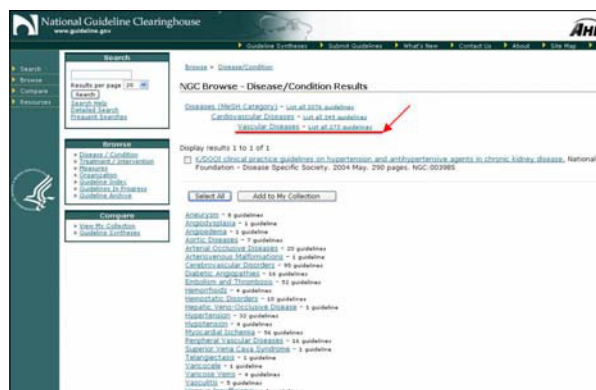 National Guideline Clearinghouse
www.guideline.gov
Guideline Syntheses
Submit Guidelines
What's New
Contact Us
About
Site Map
Search
Browse
Compare
Resources
Search
Results per page 20
Search
Search Help
Detailed Search
Frequent Searches
Browse
Disease / Condition
Treatment / Intervention
Measures
Organization
Guideline Index
Guidelines In Progress
Guideline Archive
Compare
View My Collection
Guideline Syntheses
Browse > Disease/Condition
NGC Browse - Disease/Condition Results
Diseases (MeSH Category) - List all guidelines
Cardiovascular Diseases - List all guidelines
Vascular Diseases - List all guidelines
Display results 1 to 1 of 1
K/DOQI clinical practice guidelines on hypertension and antihypertensive agents in chronic kidney disease. National
Foundation - Disease Specific Society. 2004 May. 290 pages. NGC:003985
Select All
Add to My Collection
Aneurysm - 8 guidelines
Angiodysplasia - 1 guideline
Angioedema - 1 guideline
Aortic Diseases - 7 guidelines
Arterial Occlusive Diseases - 20 guidelines
Arteriovenous Malformations - 1 guideline
Cerebrovascular Disorders - 95 guidelines
Diabetic Angiopathies - 16 guidelines
Embolism and Thrombosis - 52 guidelines
Hemorrhoids - 4 guidelines
Hemostatic Disorders - 10 guidelines
Hepatic Veno-Occlusive Disease - 1 guideline
Hypertension - 32 guidelines
Hypotension - 4 guidelines
Myocardial Ischemia - 56 guidelines
Peripheral Vascular Diseases - 14 guidelines
Superior Vena Cava Syndrome - 1 guideline
Telangiectasis - 1 guideline
Varicocele - 1 guideline
Varicose Veins - 4 guidelines
Vasculitis - 5 guidelines